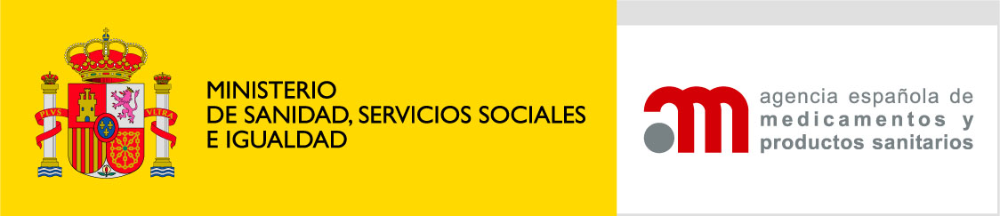 PLVS VLTRA
MINISTERIO
DE SANIDAD, SERVICIOS SOCIALES
E IGUALDAD
agencia española de
medicamentos y
productos sanitarios